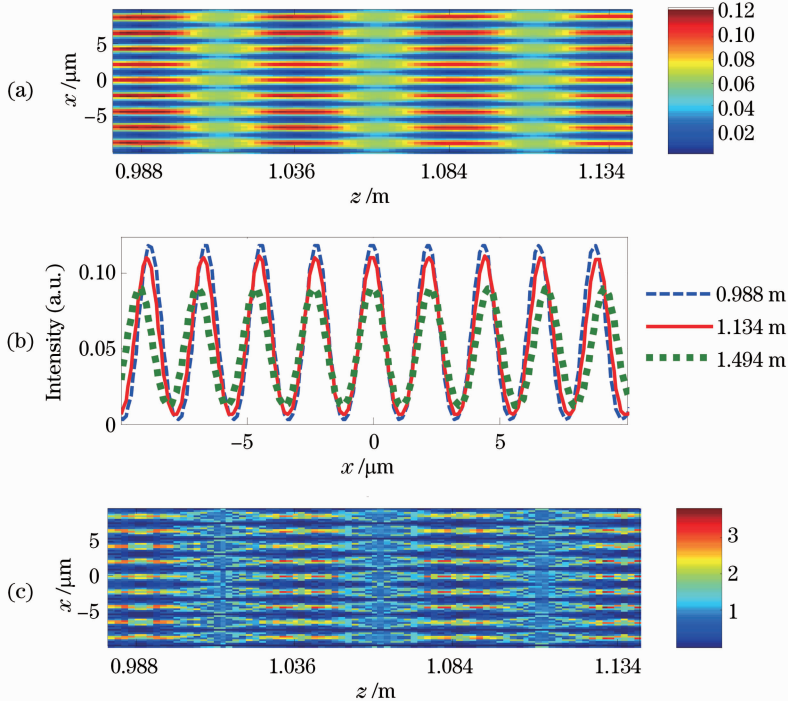 (a)
x /μm
5
0
−5
0.988 1.036 1.084 1.134
z /m
0.12
0.10
0.08
0.06
0.04
0.02
(b)
Intensity (a.u.)
0.10
0.05
0
−5 0 5
x /μm
0.988 m
1.134 m
1.494 m
(c)
x /μm
5
0
−5
0.988 1.036 1.084 1.134
z /m
3
2
1